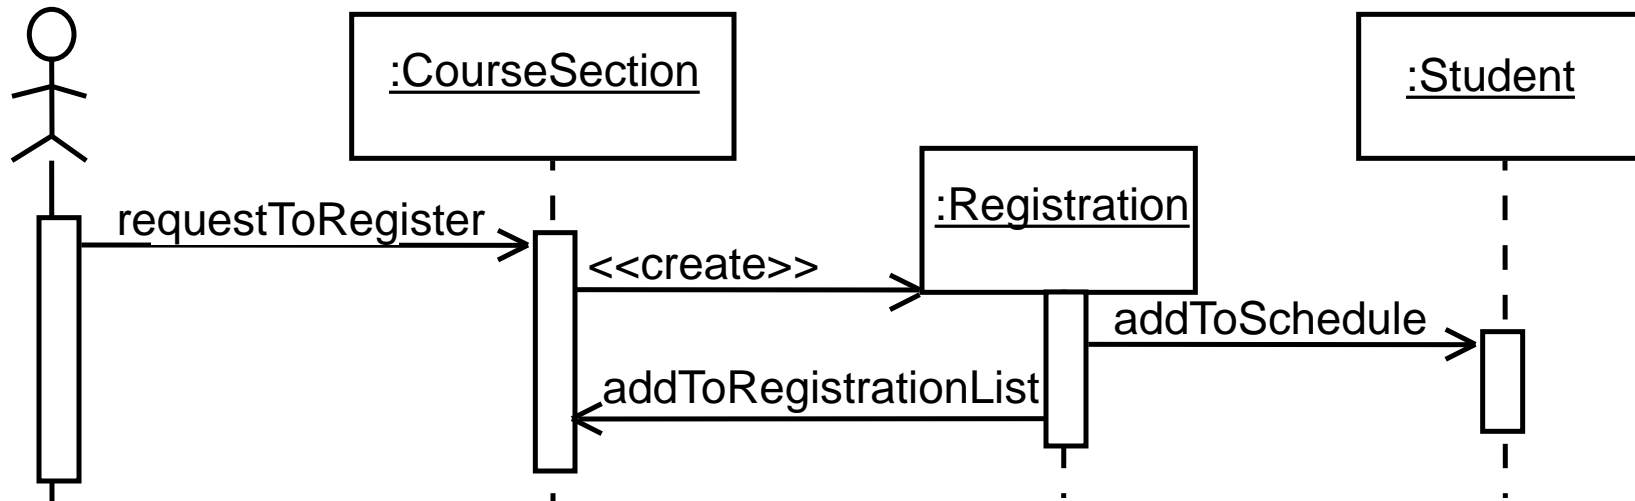 :CourseSection
:Student
:Registration
requestToRegister
<<create>>
addToSchedule
addToRegistrationList